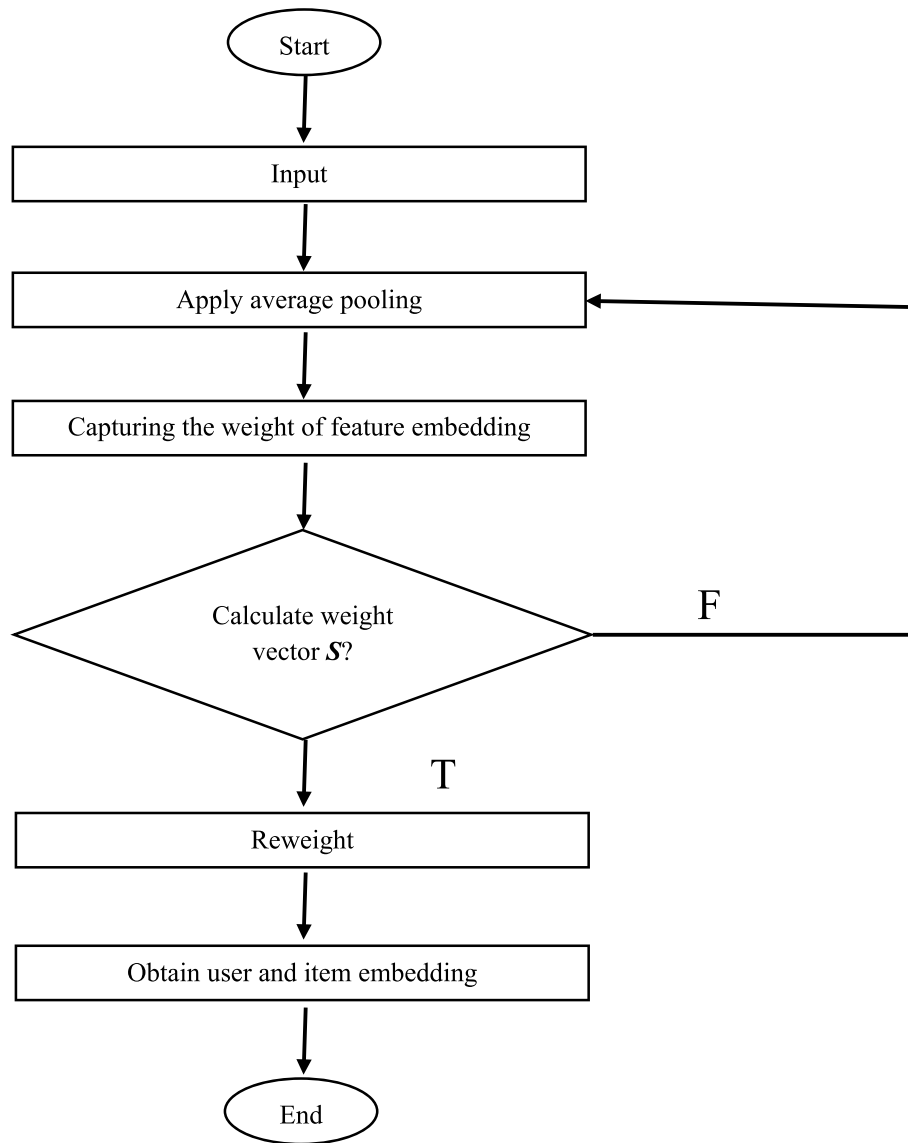 Start
Input
Apply average pooling
Capturing the weight of feature embedding
Calculate weight
vector S?
F
T
Reweight
Obtain user and item embedding
End